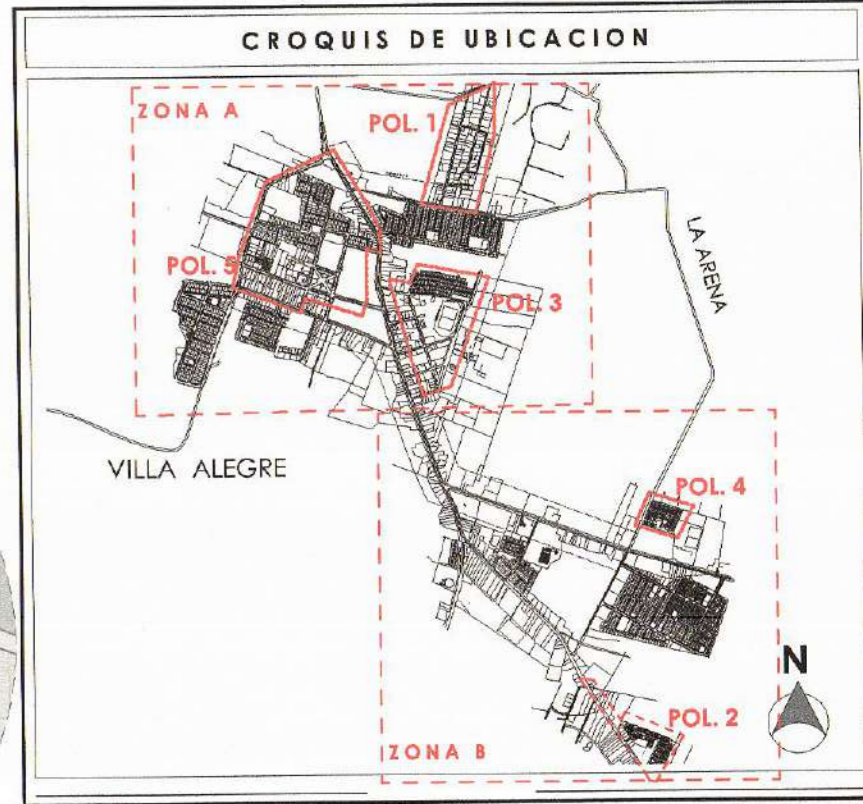 CROQUIS DE UBICACION
ZONA A
POL. 1
LA ARENA
POL. 5
POL. 3
VILLA ALEGRE
POL. 4
N
POL. 2
ZONA B